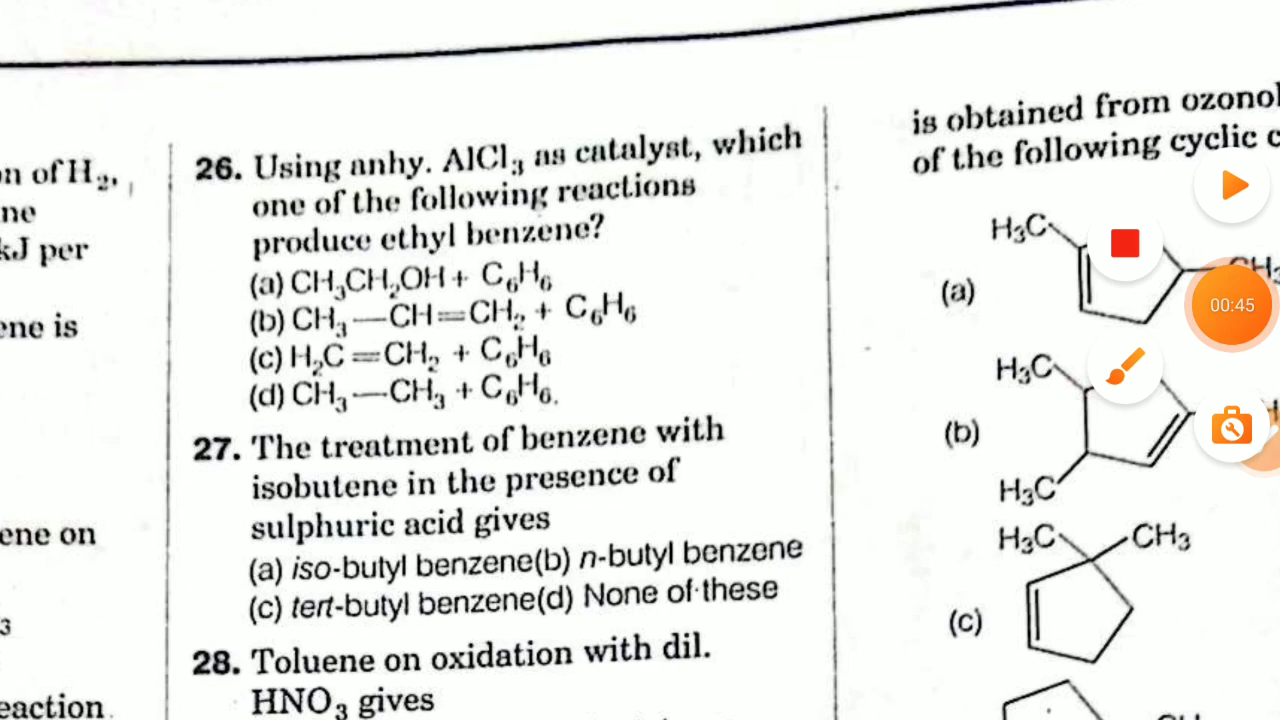 n of H₂,
ne
kJ per
ene is
ene on
3
eaction
26. Using anhy. AlCl₃ as catalyst, which
one of the following reactions
produce ethyl benzene?
(a) CH₃CH₂OH + C₆H₆
(b) CH₃—CH=CH₂ + C₆H₆
(c) H₂C=CH₂ + C₆H₆
(d) CH₃—CH₃ + C₆H₆.
27. The treatment of benzene with
isobutene in the presence of
sulphuric acid gives
(a) iso-butyl benzene(b) n-butyl benzene
(c) tert-butyl benzene(d) None of these
28. Toluene on oxidation with dil.
HNO₃ gives
is obtained from ozonol
of the following cyclic c
H₃C
(a)
CH₃
00:45
H₃C
(b)
H₃C
H₃C CH₃
(c)